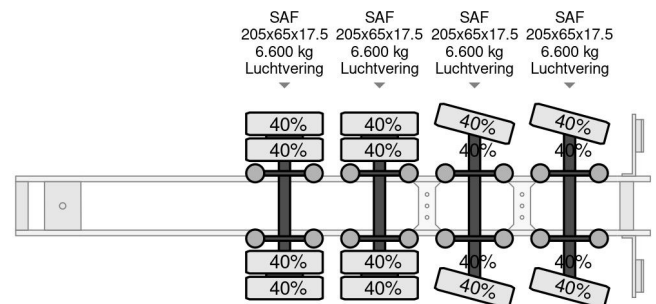 SAF SAF SAF SAF
205x65x17.5 205x65x17.5 205x65x17.5 205x65x17.5
6.600 kg 6.600 kg 6.600 kg 6.600 kg
Luchtvering Luchtvering Luchtvering Luchtvering
40% 40% 40% 40%
40% 40% 40% 40%
40% 40% 40% 40%
40% 40% 40% 40%